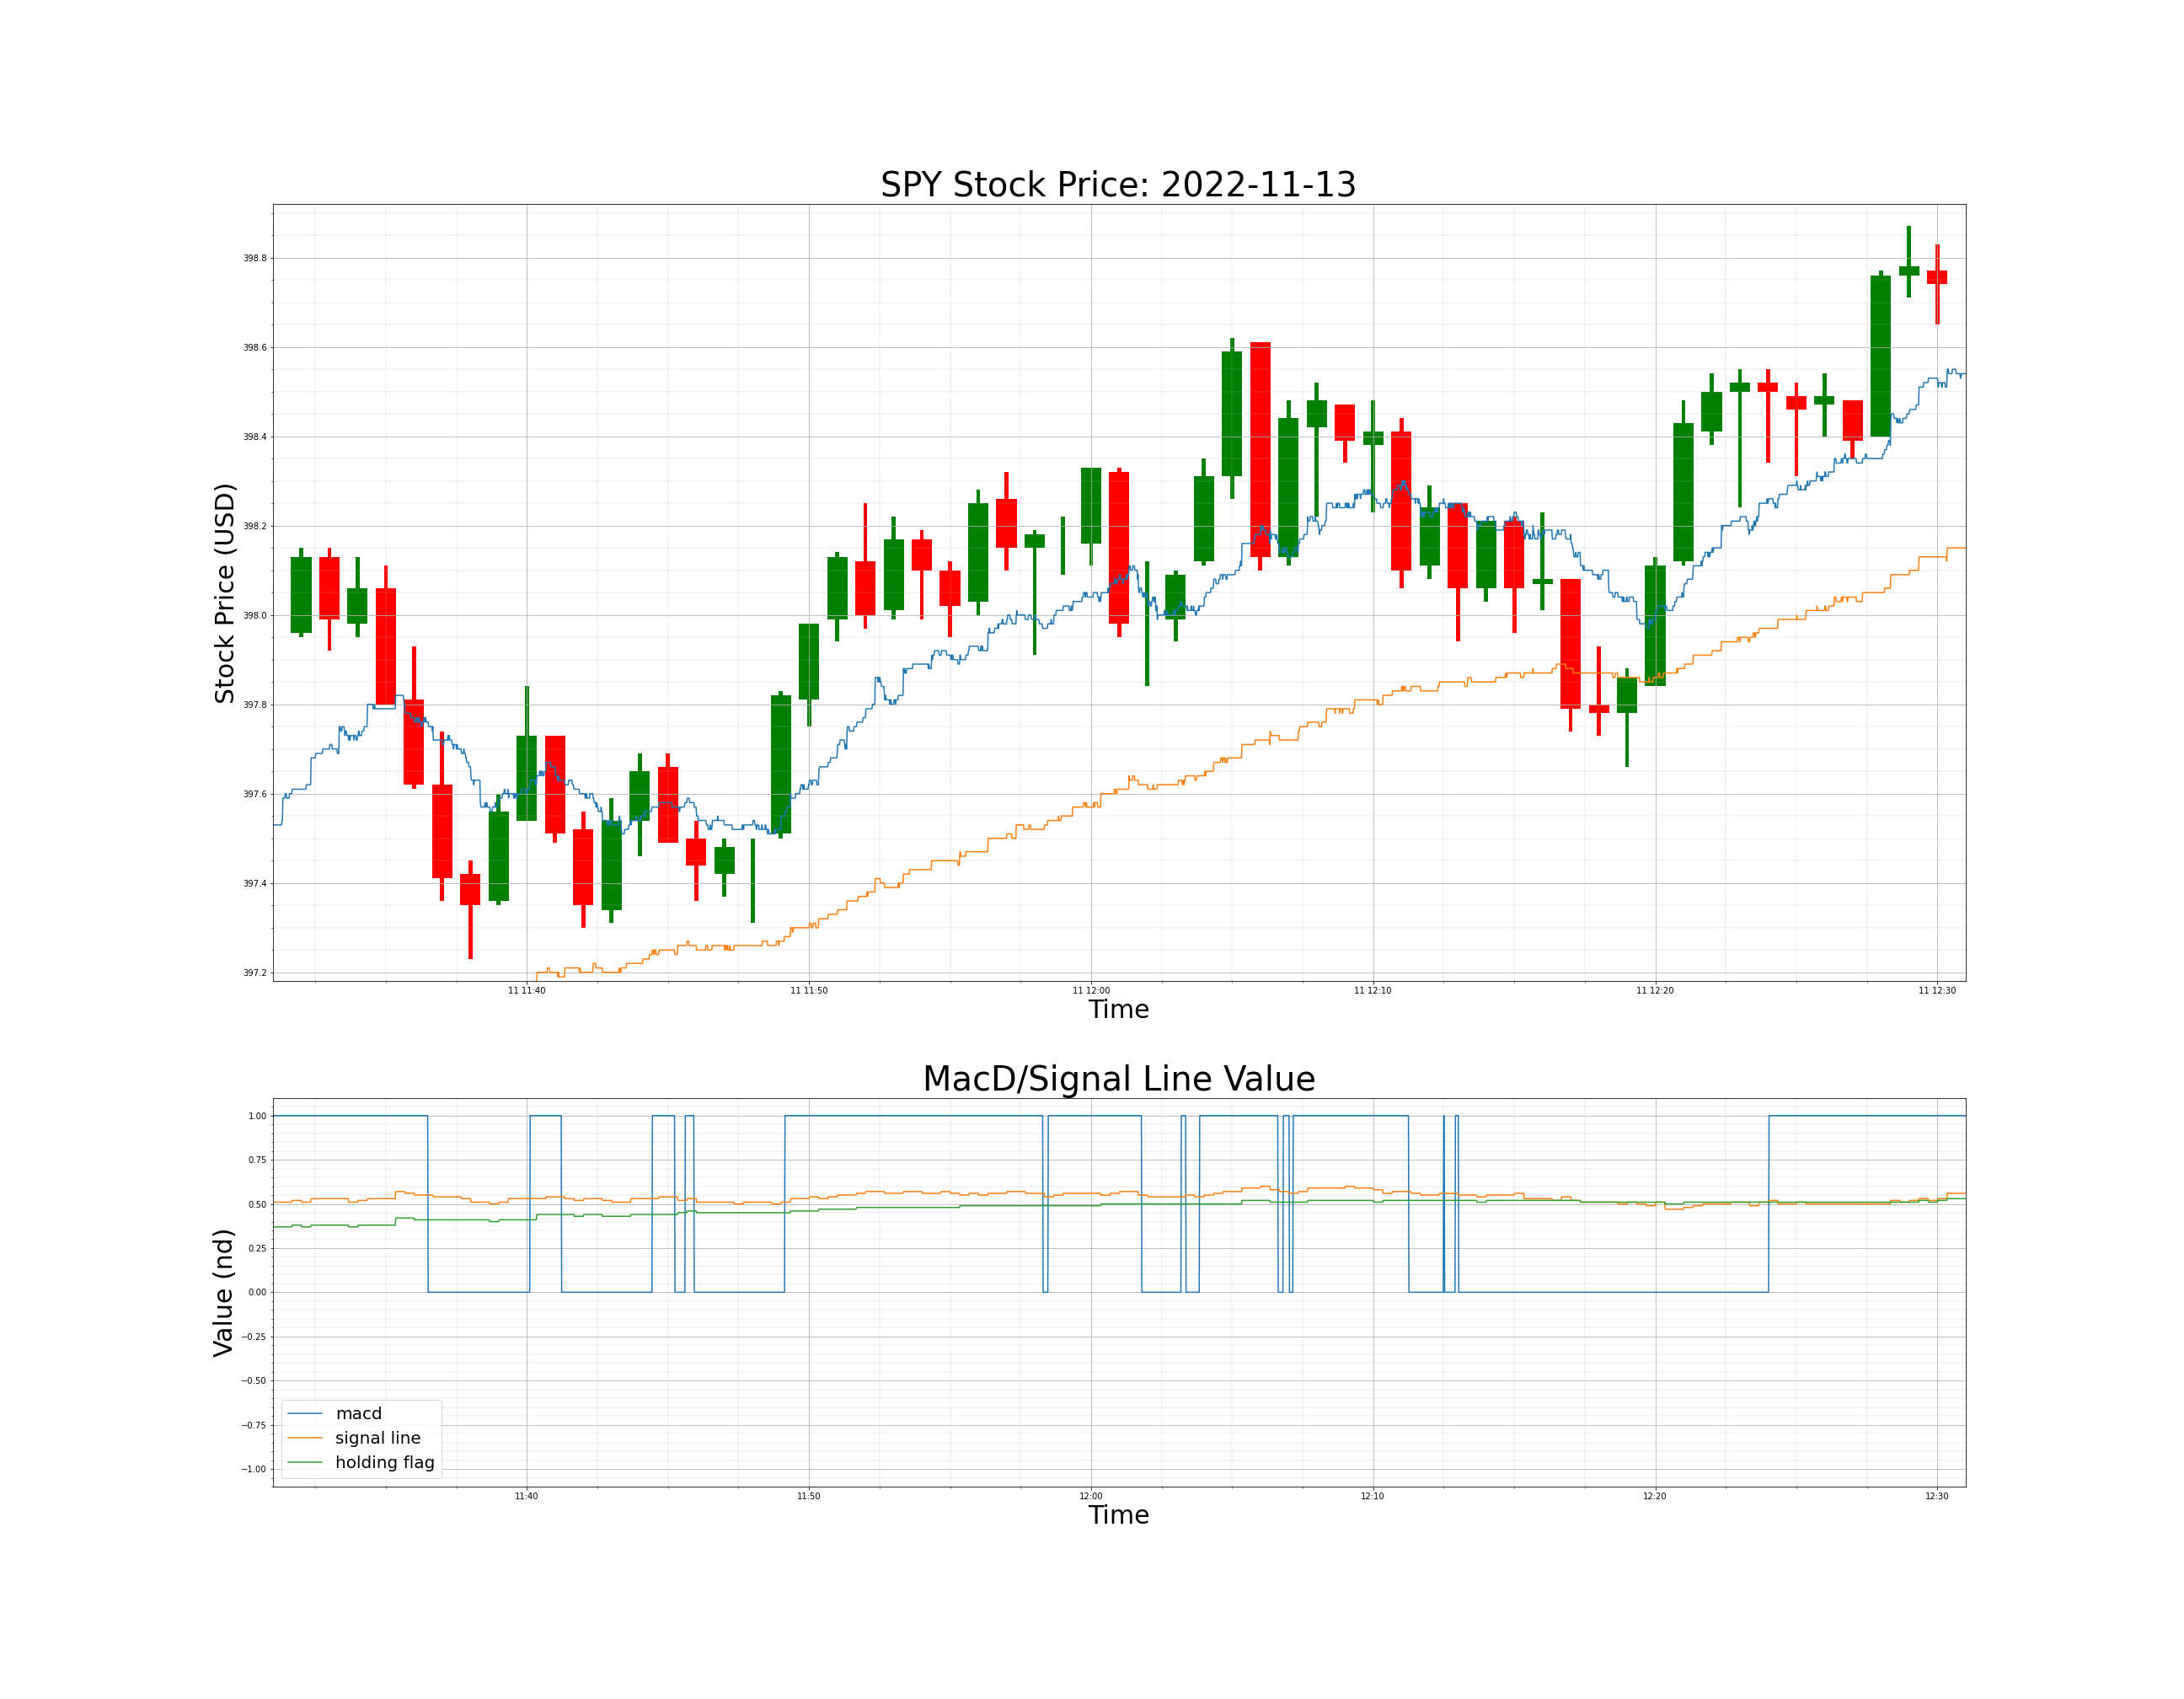 SPY Stock Price: 2022-11-13
Stock Price (USD)
398.8
398.6
398.4
398.2
398.0
397.8
397.6
397.4
397.2
11 11:40 11 11:50 11 12:00 11 12:10 11 12:20 11 12:30
Time
MacD/Signal Line Value
Value (nd)
1.00
0.75
0.50
0.25
0.00
−0.25
−0.50
−0.75
−1.00
macd
signal line
holding flag
11:40 11:50 12:00 12:10 12:20 12:30
Time